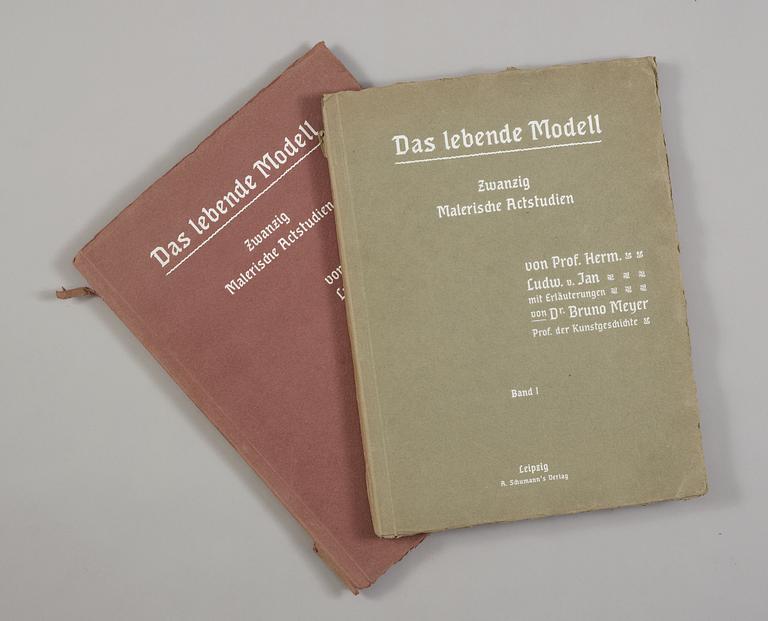 Das lebende Modell
Zwanzig
Malerische Actstudien
von
Das lebende Modell
Zwanzig
Malerische Actstudien
von Prof. Herm.
Ludw. v. Jan
mit Erläuterungen
von Dr. Bruno Meyer
Prof. der Kunstgeschichte
Band I
Leipzig
A. Schumann's Verlag